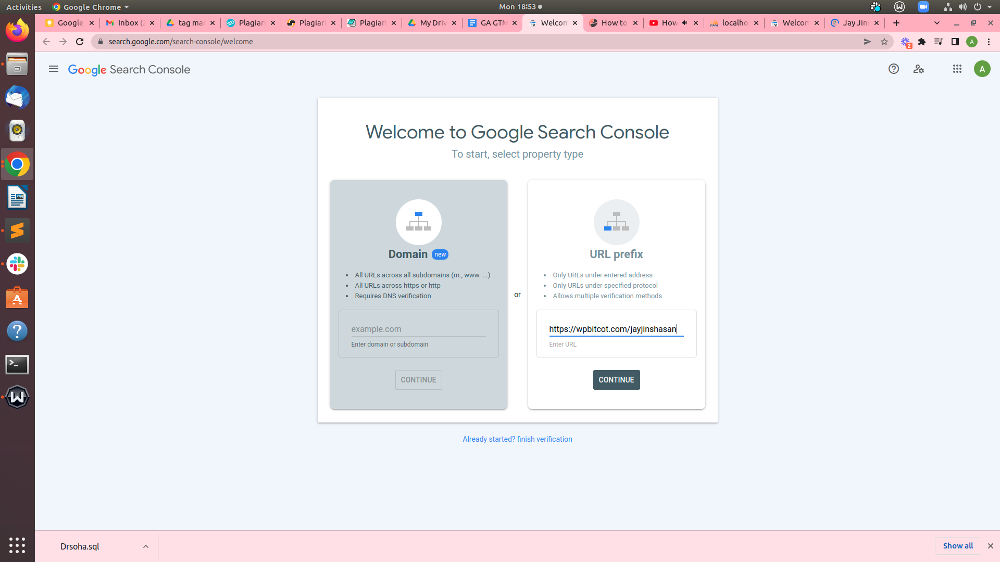 Activities Google Chrome Mon 18:53
Google Inbox (2 tag mar Plagiari Plagiari Plagiari My Driv GA GTM Welcom How to How localho Welcom Jay Jins
search.google.com/search-console/welcome
2
A
Google Search Console
A
Welcome to Google Search Console
To start, select property type
Domain new
All URLs across all subdomains (m., www. ...)
All URLs across https or http
Requires DNS verification
example.com
Enter domain or subdomain
CONTINUE
or
URL prefix
Only URLs under entered address
Only URLs under specified protocol
Allows multiple verification methods
https://wpbitcot.com/jayjinshasan
Enter URL
CONTINUE
Already started? finish verification
Drsoha.sql
Show all